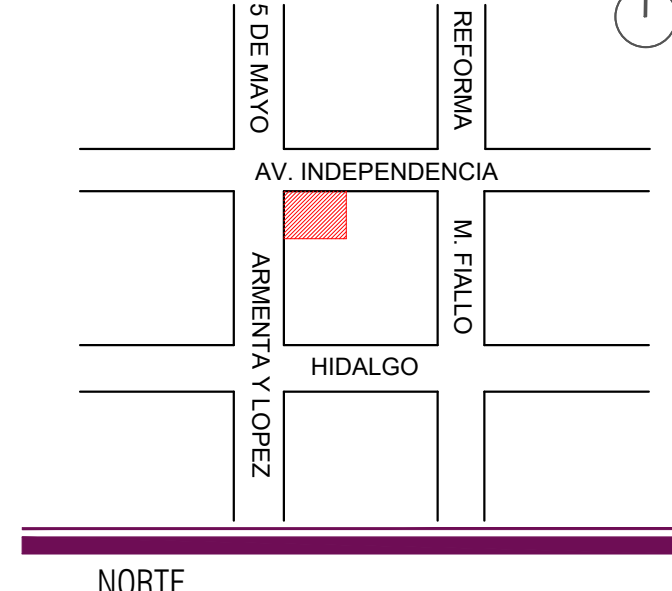 5 DE MAYO
REFORMA
AV. INDEPENDENCIA
ARMENTA Y LOPEZ
M. FIALLO
HIDALGO
NORTE